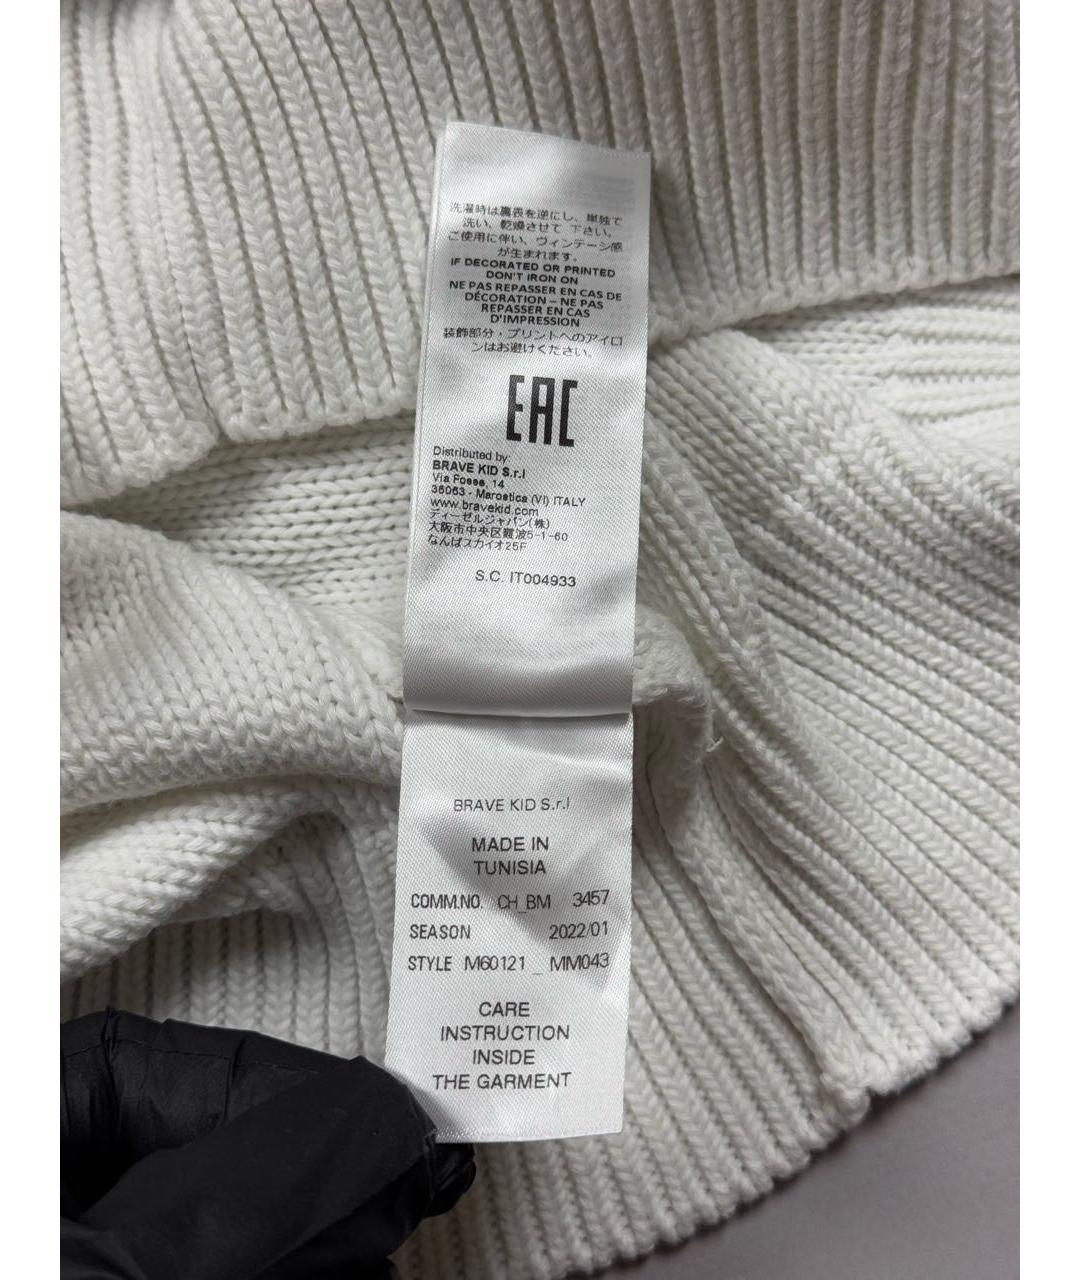 洗濯時は裏表を逆にし、単独で
洗い、乾燥させて 下さい。
ご使用に伴い、ヴィンテージ感
が生まれます。
IF DECORATED OR PRINTED
DON'T IRON ON
NE PAS REPASSER EN CAS DE
DÉCORATION – NE PAS
REPASSER EN CAS
D'IMPRESSION
装飾部分・プリントへのアイロ
ンはお避けください。
EAC
Distributed by:
BRAVE KID S.r.l
Via Fosse, 14
36063 - Marostica (VI) ITALY
www.bravekid.com
ディーゼルジャパン(株)
大阪市中央区難波5-1-60
なんばスカイオ25F
S.C. IT004933
BRAVE KID S.r.l
MADE IN
TUNISIA
COMM.NO. CH_BM 3457
SEASON 2022/01
STYLE M60121 _ MM043
CARE
INSTRUCTION
INSIDE
THE GARMENT